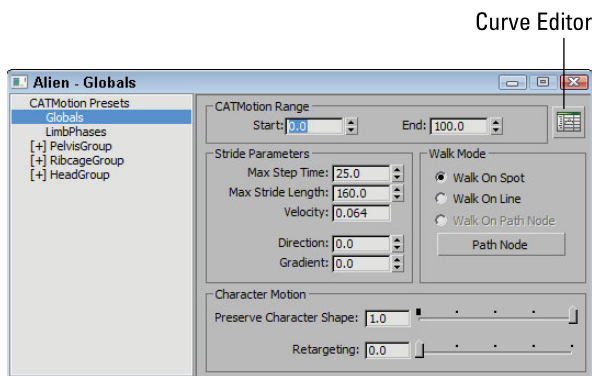 Curve Editor
Alien - Globals
CATMotion Presets
Globals
LimbPhases
[+] PelvisGroup
[+] RibcageGroup
[+] HeadGroup
CATMotion Range
Start: 0.0 End: 100.0
Stride Parameters
Max Step Time: 25.0
Max Stride Length: 160.0
Velocity: 0.064
Direction: 0.0
Gradient: 0.0
Walk Mode
Walk On Spot
Walk On Line
Walk On Path Node
Path Node
Character Motion
Preserve Character Shape: 1.0
Retargeting: 0.0